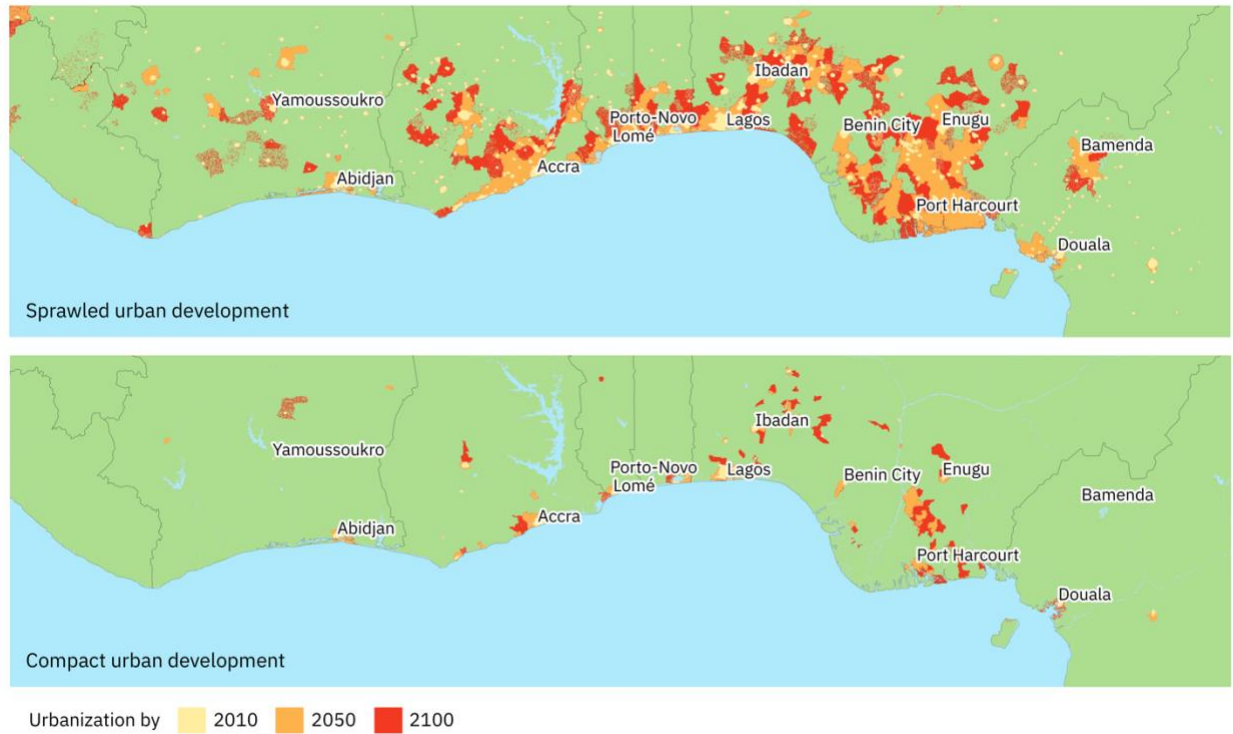 Ibadan
Yamoussoukro
Porto-Novo
Lagos
Benin City
Enugu
Lomé
Bamenda
Accra
Abidjan
Port Harcourt
Douala
Sprawled urban development
Ibadan
Yamoussoukro
Porto-Novo
Lagos
Benin City
Enugu
Lomé
Bamenda
Accra
Abidjan
Port Harcourt
Douala
Compact urban development
Urbanization by 2010 2050 2100